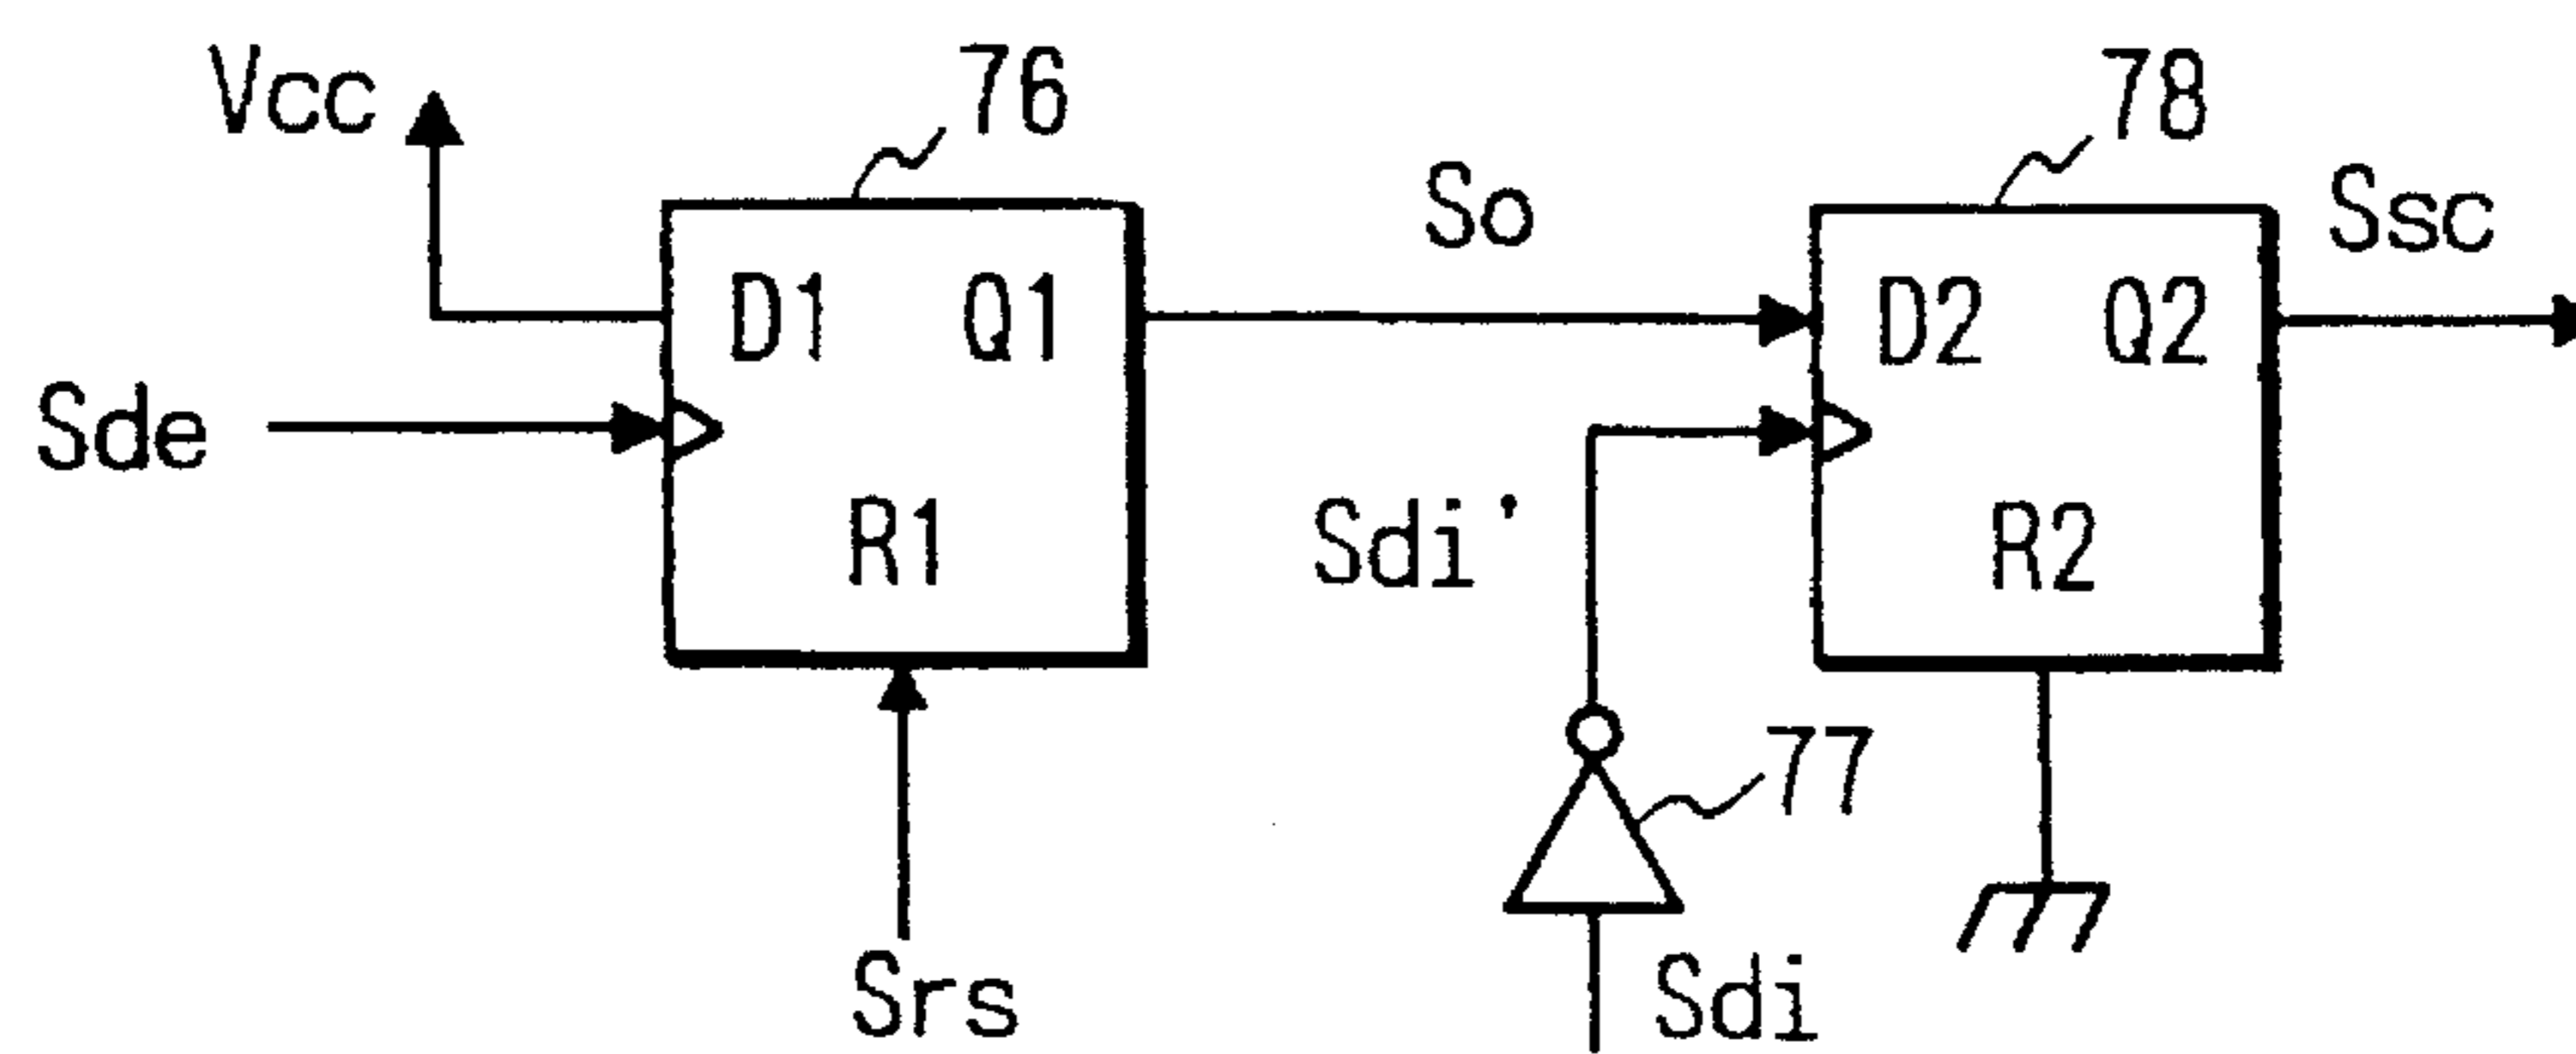 Vcc
76
78
So
Ssc
D1 Q1
D2 Q2
Sde
R1
Sdi'
R2
77
Srs
Sdi